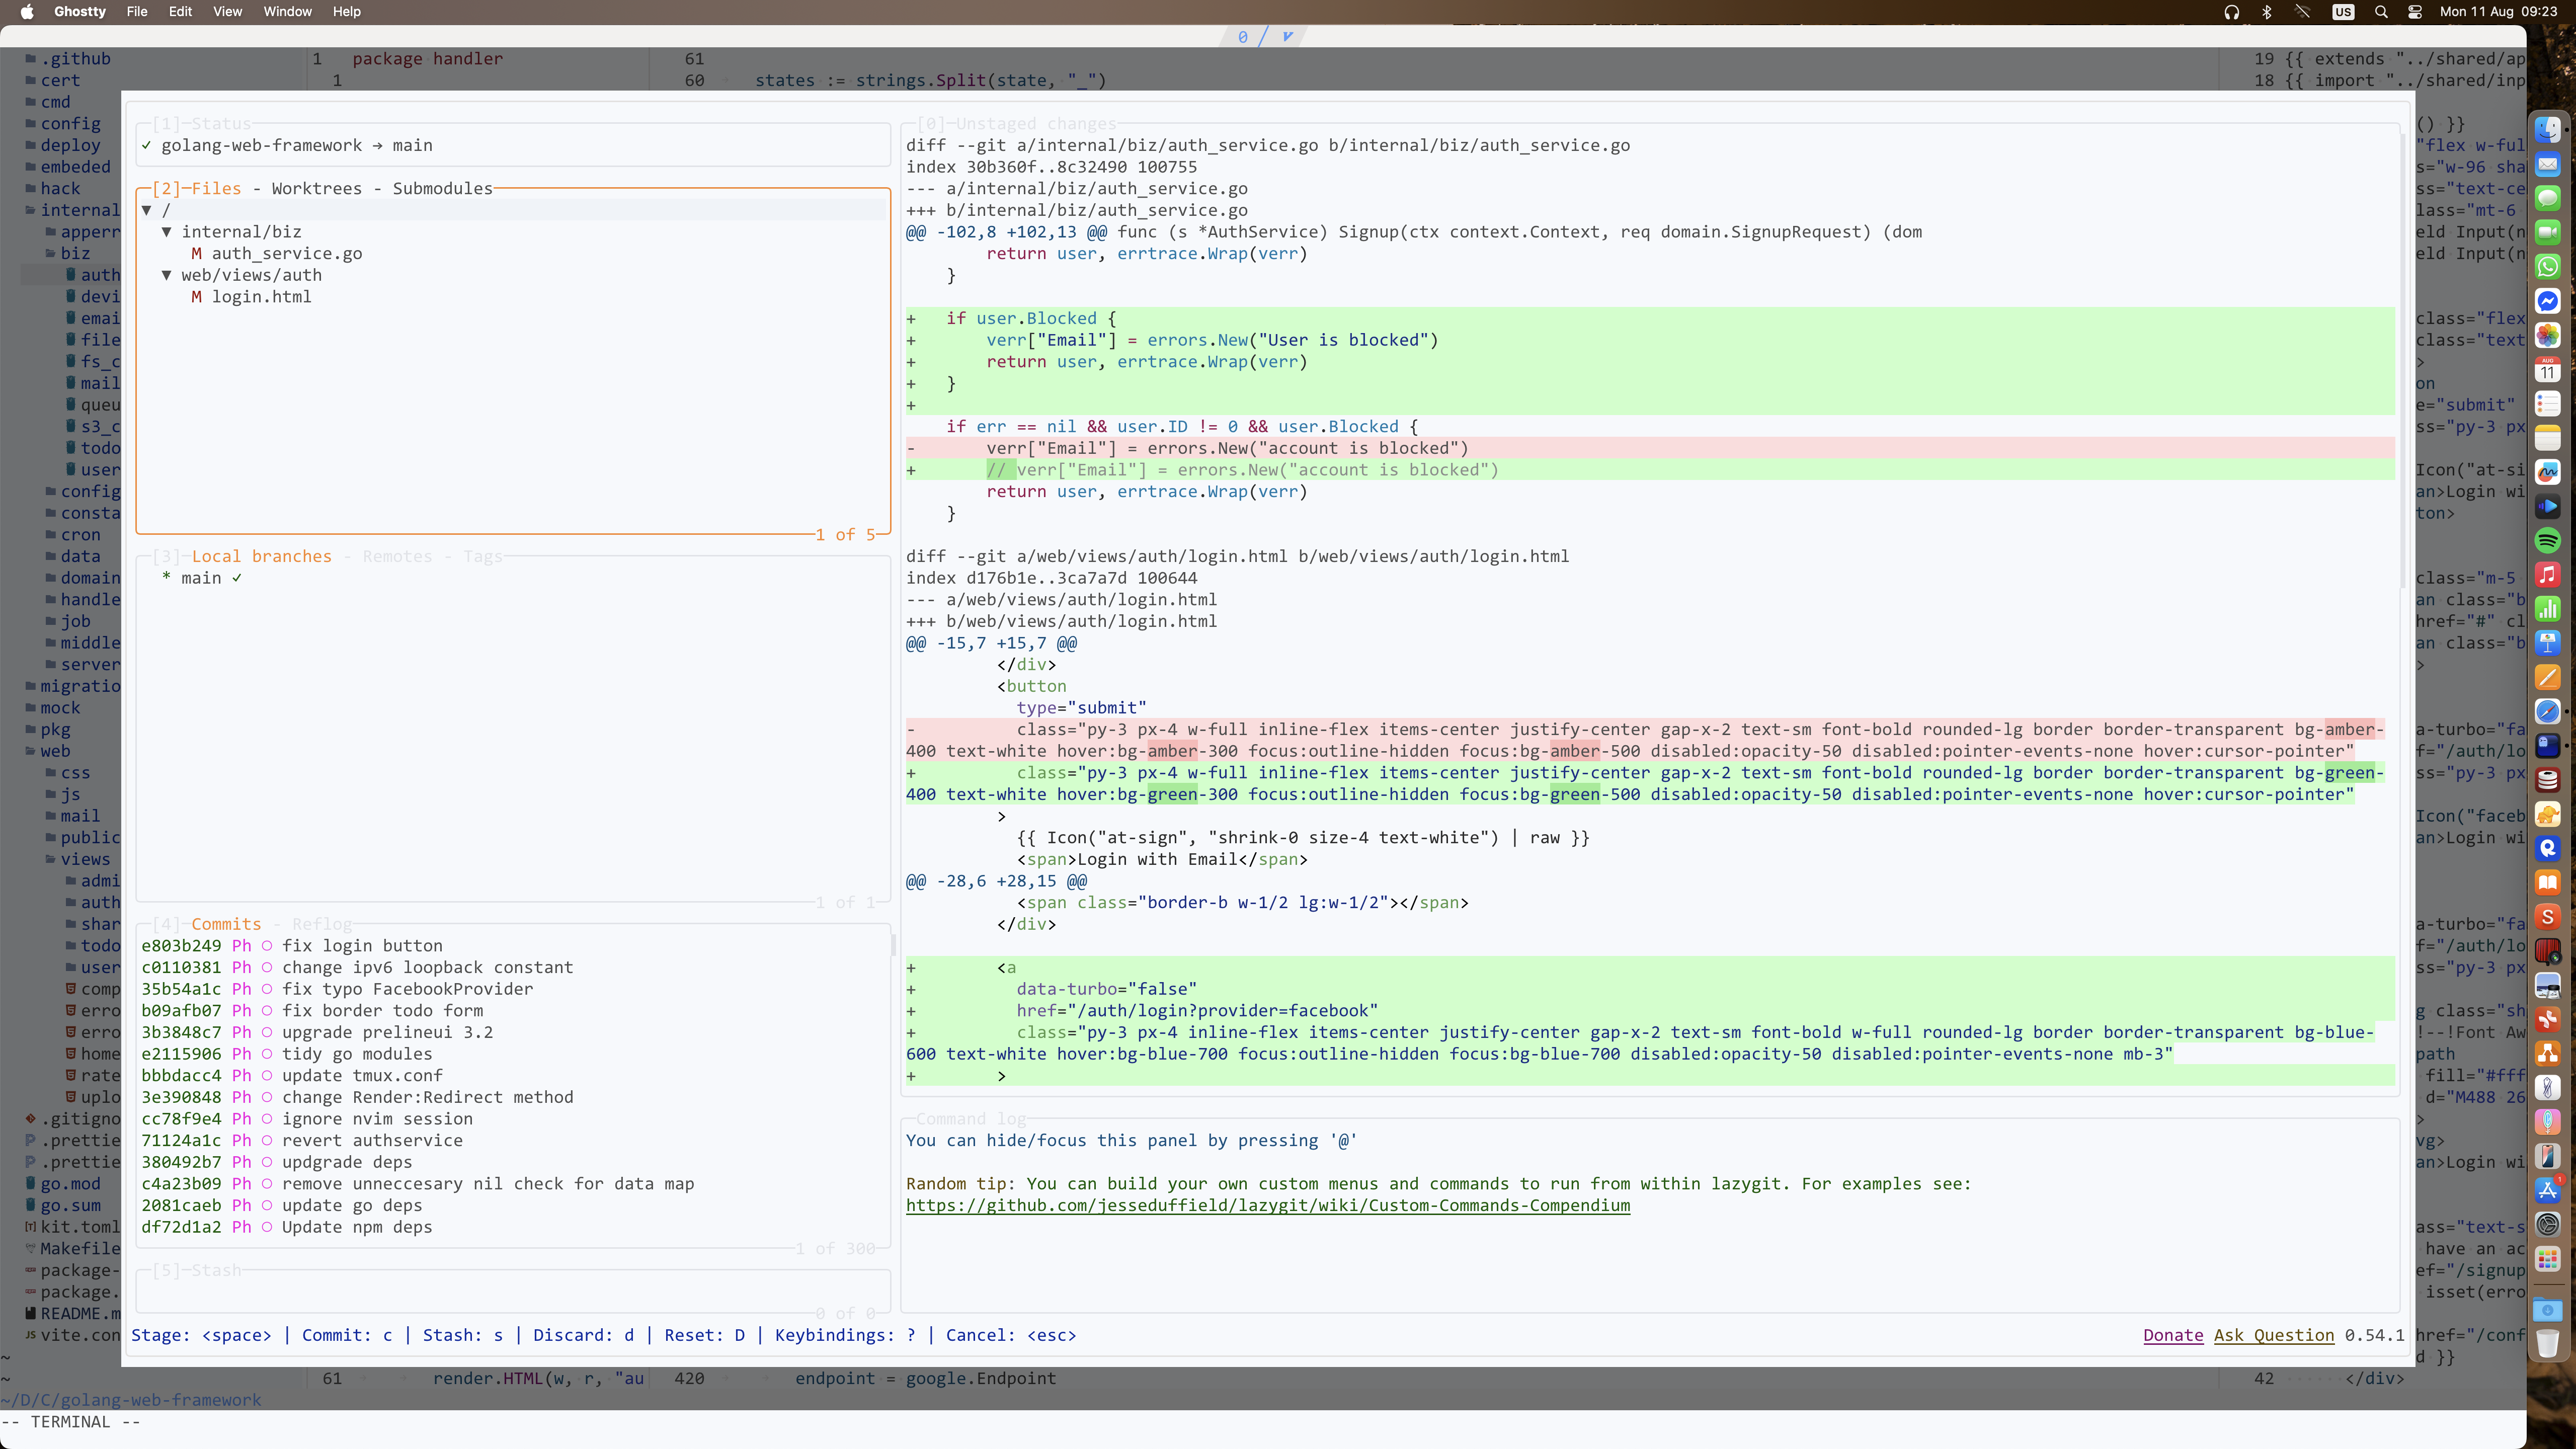 Ghostty File Edit View Window Help
US Mon 11 Aug 09:23
0 / v
.github
cert
cmd
config
deploy
embeded
hack
internal
apperr
biz
auth
devi
emai
file
fs_c
mail
queu
s3_c
todo
user
config
consta
cron
data
domain
handle
job
middle
server
migratio
mock
pkg
web
css
js
mail
public
views
admi
auth
shar
todo
user
comp
erro
erro
home
rate
uplo
.gitigno
.prettie
.prettie
go.mod
go.sum
kit.toml
Makefile
package-
package.
README.m
JS vite.con
~
~
1 package handler
1
61
60 states := strings.Split(state, "_")
[1]─Status
✓ golang-web-framework → main
[2]─Files - Worktrees - Submodules
▼ /
▼ internal/biz
M auth_service.go
▼ web/views/auth
M login.html
1 of 5
[3]─Local branches - Remotes - Tags
* main ✓
1 of 1
[4]─Commits - Reflog
e803b249 Ph ○ fix login button
c0110381 Ph ○ change ipv6 loopback constant
35b54a1c Ph ○ fix typo FacebookProvider
b09afb07 Ph ○ fix border todo form
3b3848c7 Ph ○ upgrade prelineui 3.2
e2115906 Ph ○ tidy go modules
bbbdacc4 Ph ○ update tmux.conf
3e390848 Ph ○ change Render:Redirect method
cc78f9e4 Ph ○ ignore nvim session
71124a1c Ph ○ revert authservice
380492b7 Ph ○ updgrade deps
c4a23b09 Ph ○ remove unneccesary nil check for data map
2081caeb Ph ○ update go deps
df72d1a2 Ph ○ Update npm deps
1 of 300
[5]─Stash
0 of 0
[0]─Unstaged changes
diff --git a/internal/biz/auth_service.go b/internal/biz/auth_service.go
index 30b360f..8c32490 100755
--- a/internal/biz/auth_service.go
+++ b/internal/biz/auth_service.go
@@ -102,8 +102,13 @@ func (s *AuthService) Signup(ctx context.Context, req domain.SignupRequest) (dom
return user, errtrace.Wrap(verr)
}
+ if user.Blocked {
+ verr["Email"] = errors.New("User is blocked")
+ return user, errtrace.Wrap(verr)
+ }
+
if err == nil && user.ID != 0 && user.Blocked {
- verr["Email"] = errors.New("account is blocked")
+ // verr["Email"] = errors.New("account is blocked")
return user, errtrace.Wrap(verr)
}
diff --git a/web/views/auth/login.html b/web/views/auth/login.html
index d176b1e..3ca7a7d 100644
--- a/web/views/auth/login.html
+++ b/web/views/auth/login.html
@@ -15,7 +15,7 @@
</div>
<button
type="submit"
- class="py-3 px-4 w-full inline-flex items-center justify-center gap-x-2 text-sm font-bold rounded-lg border border-transparent bg-amber-
400 text-white hover:bg-amber-300 focus:outline-hidden focus:bg-amber-500 disabled:opacity-50 disabled:pointer-events-none hover:cursor-pointer"
+ class="py-3 px-4 w-full inline-flex items-center justify-center gap-x-2 text-sm font-bold rounded-lg border border-transparent bg-green-
400 text-white hover:bg-green-300 focus:outline-hidden focus:bg-green-500 disabled:opacity-50 disabled:pointer-events-none hover:cursor-pointer"
>
{{ Icon("at-sign", "shrink-0 size-4 text-white") | raw }}
<span>Login with Email</span>
@@ -28,6 +28,15 @@
<span class="border-b w-1/2 lg:w-1/2"></span>
</div>
+ <a
+ data-turbo="false"
+ href="/auth/login?provider=facebook"
+ class="py-3 px-4 inline-flex items-center justify-center gap-x-2 text-sm font-bold w-full rounded-lg border border-transparent bg-blue-
600 text-white hover:bg-blue-700 focus:outline-hidden focus:bg-blue-700 disabled:opacity-50 disabled:pointer-events-none mb-3"
+ >
Command log
You can hide/focus this panel by pressing '@'
Random tip: You can build your own custom menus and commands to run from within lazygit. For examples see:
https://github.com/jesseduffield/lazygit/wiki/Custom-Commands-Compendium
Stage: <space> | Commit: c | Stash: s | Discard: d | Reset: D | Keybindings: ? | Cancel: <esc>
Donate Ask Question 0.54.1
19 {{ extends "../shared/ap
18 {{ import "../shared/inp
() }}
"flex w-ful
s="w-96 sha
ss="text-ce
lass="mt-6
eld Input(n
eld Input(n
class="flex
class="text
>
on
e="submit"
ss="py-3 px
Icon("at-si
an>Login wi
ton>
class="m-5
an class="b
href="#" cl
an class="b
>
a-turbo="fa
f="/auth/lo
ss="py-3 px
Icon("faceb
an>Login wi
a-turbo="fa
f="/auth/lo
ss="py-3 px
g class="sh
!--!Font Aw
path
fill="#fff
d="M488 26
>
vg>
an>Login wi
ass="text-s
have an ac
ef="/signup
isset(erro
href="/conf
d }}
61 render.HTML(w, r, "au
420 endpoint = google.Endpoint
42 </div>
~/D/C/golang-web-framework
-- TERMINAL --
AUG
11
1